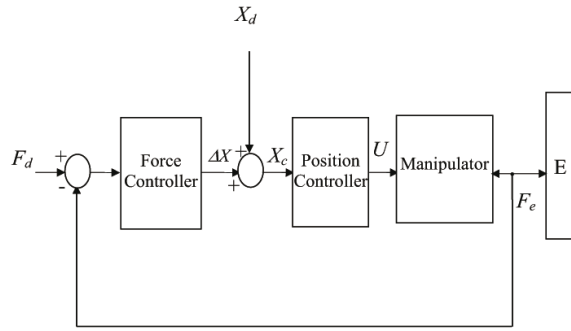 X_d
F_d
+
-
Force
Controller
ΔX
+
+
X_c
Position
Controller
U
Manipulator
F_e
E